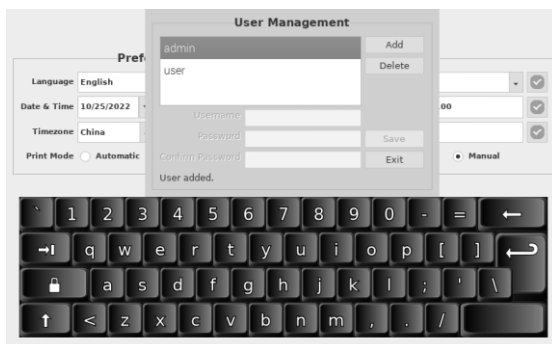 User Management
admin
Add
user
Delete
Username
Password
Save
Confirm Password
Exit
User added.
Pref
Language English
Date & Time 10/25/2022
:00
Timezone China
Print Mode Automatic Manual
` 1 2 3 4 5 6 7 8 9 0 - =
q w e r t y u i o p [ ]
a s d f g h j k l ; ' \
< z x c v b n m , . /